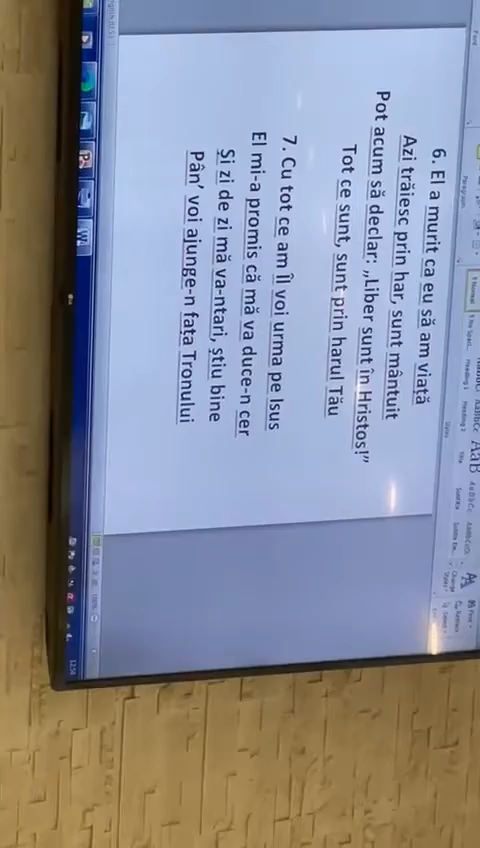 6. El a murit ca eu să am viață
Azi trăiesc prin har, sunt mântuit
Pot acum să declar: „Liber sunt în Hristos!”
Tot ce sunt, sunt prin harul Tău
7. Cu tot ce am Îl voi urma pe Isus
El mi-a promis că mă va duce-n cer
Și zi de zi mă va-ntari, știu bine
Pân’ voi ajunge-n fața Tronului